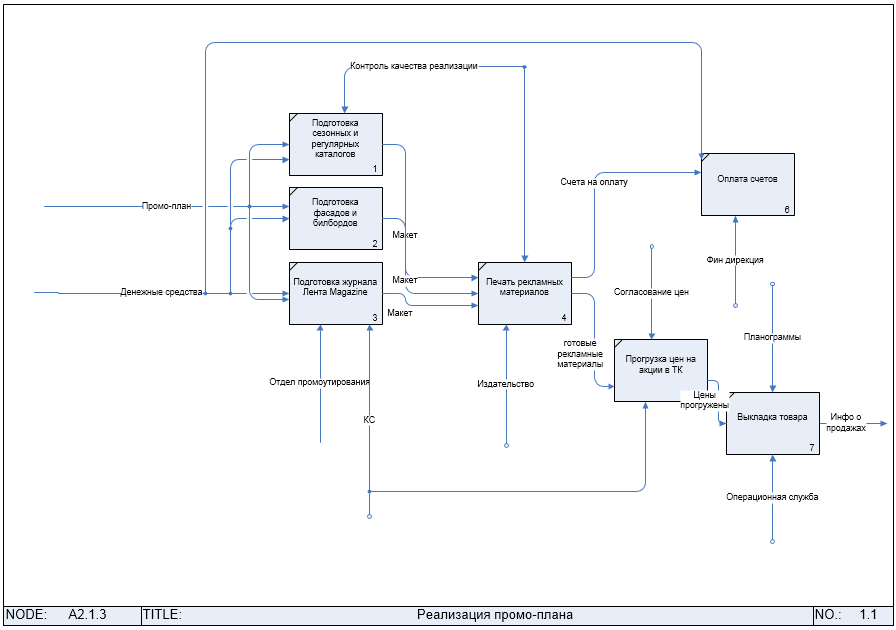 Контроль качества реализации
Подготовка
сезонных и
регулярных
каталогов
1
Подготовка
фасадов и
билбордов
2
Промо-план
Макет
Денежные средства
Подготовка журнала
Лента Magazine
3
Макет
Макет
Печать рекламных
материалов
4
Счета на оплату
Оплата счетов
6
Фин дирекция
Согласование цен
Планограммы
готовые
рекламные
материалы
Прогрузка цен на
акции в ТК
Цены
прогружены
Выкладка товара
7
Инфо о
продажах
Отдел промоутирования
КС
Издательство
Операционная служба
NODE: A2.1.3 TITLE: Реализация промо-плана NO.: 1.1